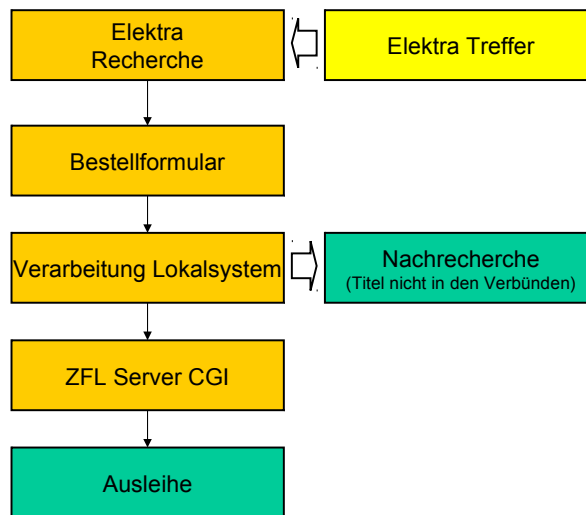 Elektra
Recherche
Elektra Treffer
Bestellformular
Verarbeitung Lokalsystem
Nachrecherche
(Titel nicht in den Verbünden)
ZFL Server CGI
Ausleihe